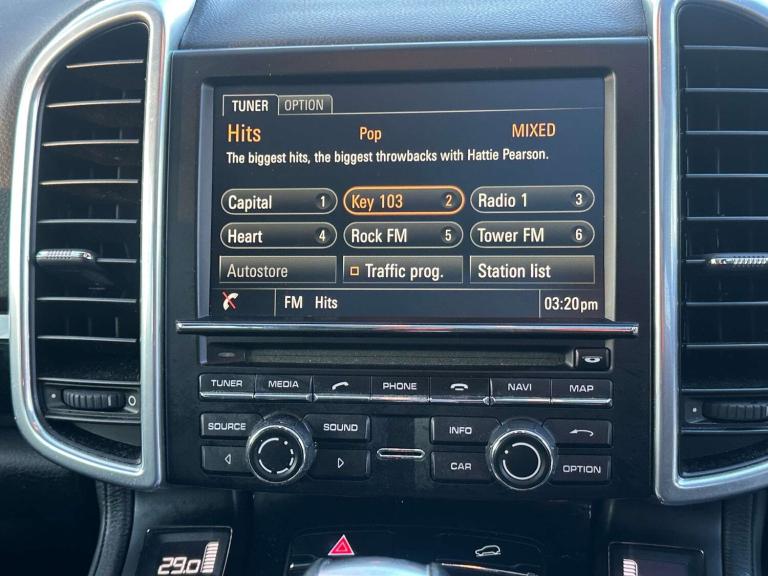 TUNER OPTION
Hits Pop MIXED
The biggest hits, the biggest throwbacks with Hattie Pearson.
Capital 1 Key 103 2 Radio 1 3
Heart 4 Rock FM 5 Tower FM 6
Autostore Traffic prog. Station list
FM Hits 03:20pm
TUNER MEDIA PHONE NAVI MAP
SOURCE SOUND INFO
CAR OPTION
29.0